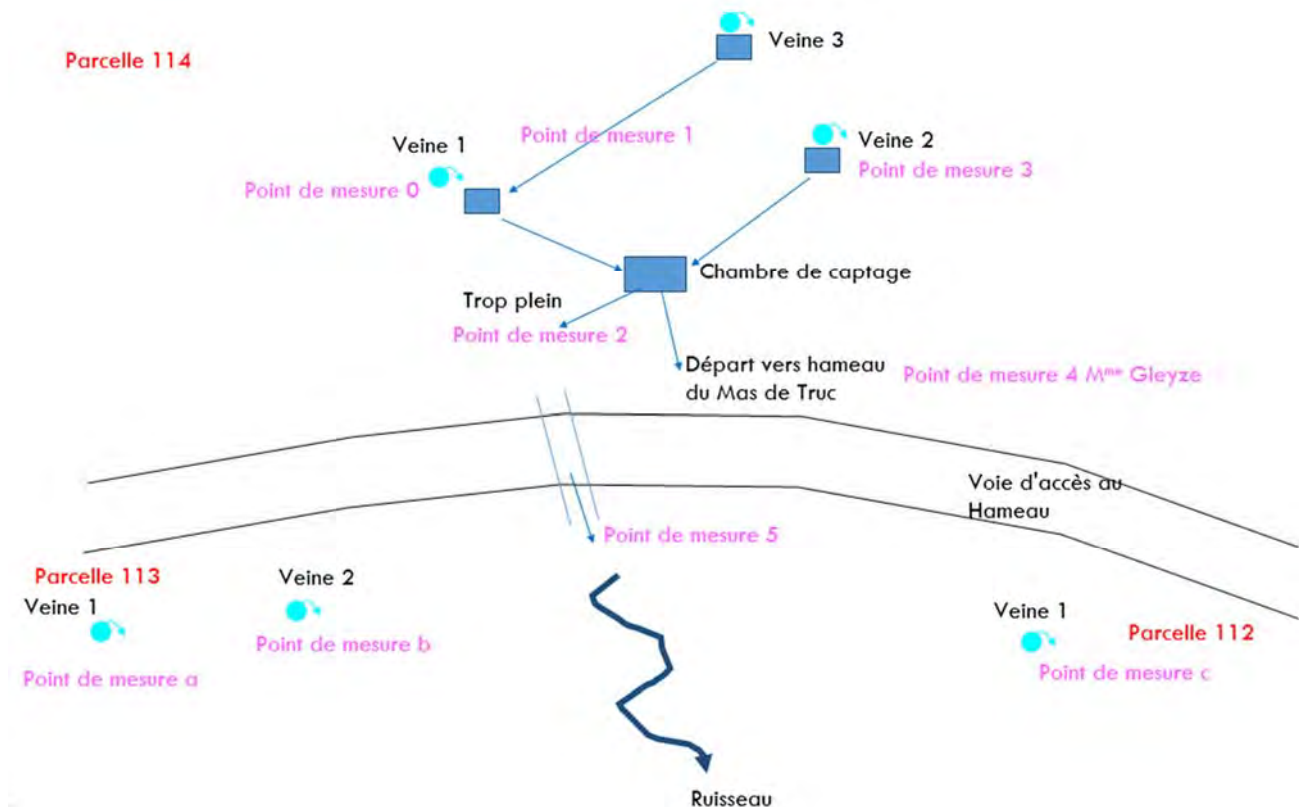 Veine 3
Parcelle 114
Point de mesure 1
Veine 1
Veine 2
Point de mesure 0
Point de mesure 3
Chambre de captage
Trop plein
Point de mesure 2
Départ vers hameau
du Mas de Truc
Point de mesure 4 Mᵐᵉ Gleyze
Voie d'accès au
Hameau
Point de mesure 5
Parcelle 113
Veine 1
Veine 2
Point de mesure b
Point de mesure a
Veine 1
Parcelle 112
Point de mesure c
Ruisseau